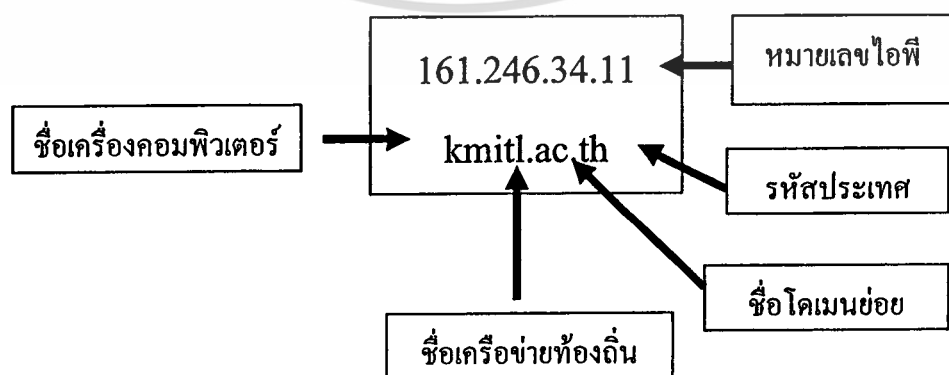 161.246.34.11
หมายเลขไอพี
ชื่อเครื่องคอมพิวเตอร์
kmitl.ac.th
รหัสประเทศ
ชื่อโดเมนย่อย
ชื่อเครือข่ายท้องถิ่น